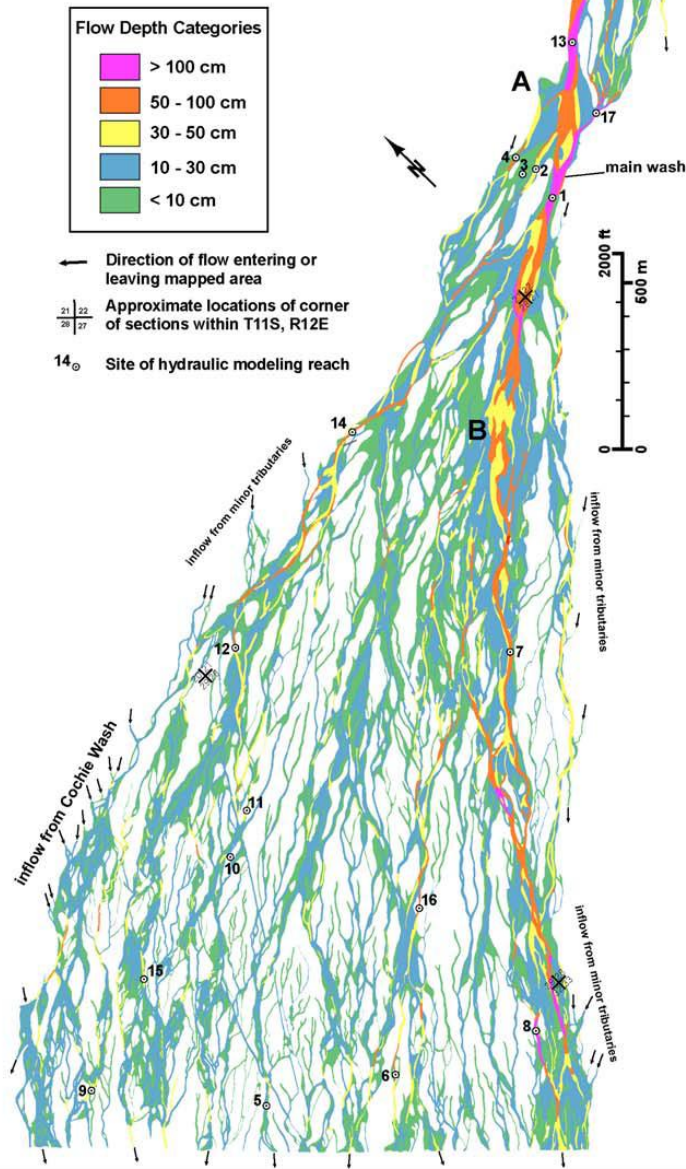 Flow Depth Categories
> 100 cm
50 - 100 cm
30 - 50 cm
10 - 30 cm
< 10 cm
Direction of flow entering or
leaving mapped area
21 22
28 27
Approximate locations of corner
of sections within T11S, R12E
14
Site of hydraulic modeling reach
13
A
17
N
4
3
2
main wash
1
2000 ft
600 m
0
0
B
14
inflow from minor tributaries
inflow from minor tributaries
12
7
inflow from Cochie Wash
11
10
16
15
inflow from minor tributaries
8
6
9
5